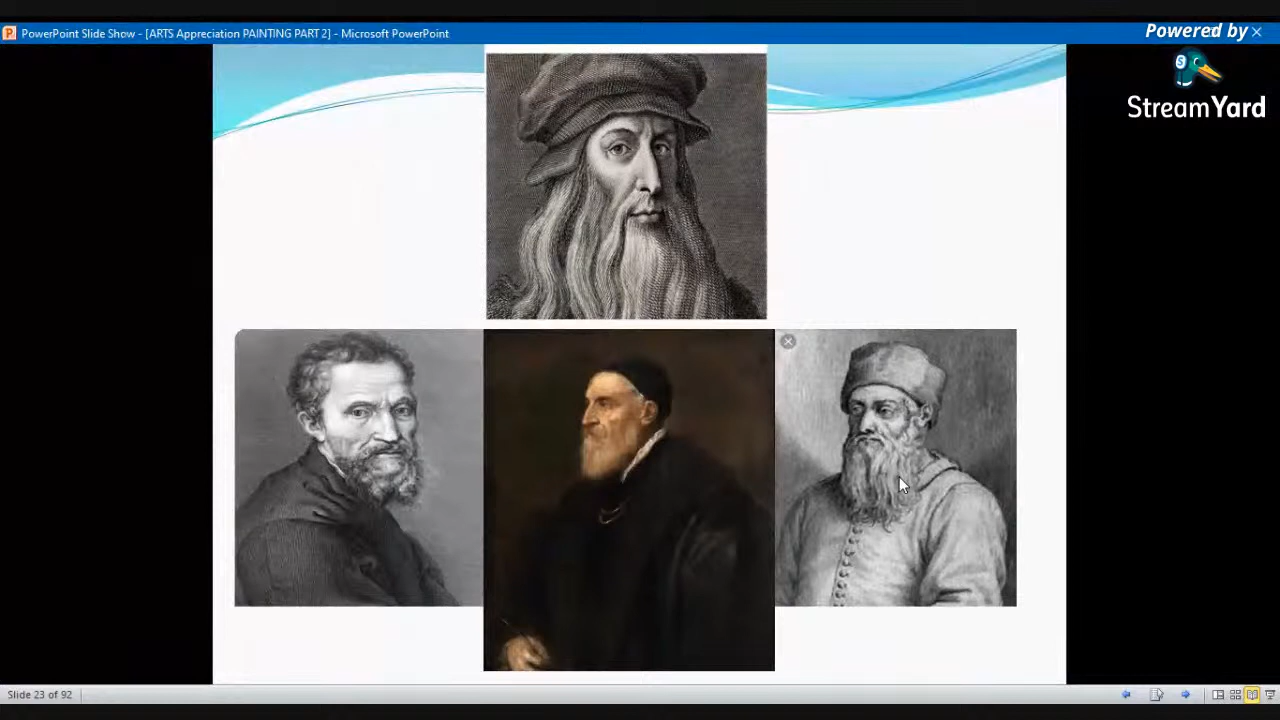 PowerPoint Slide Show - [ARTS Appreciation PAINTING PART 2] - Microsoft PowerPoint
Powered by
S
StreamYard
Slide 23 of 92